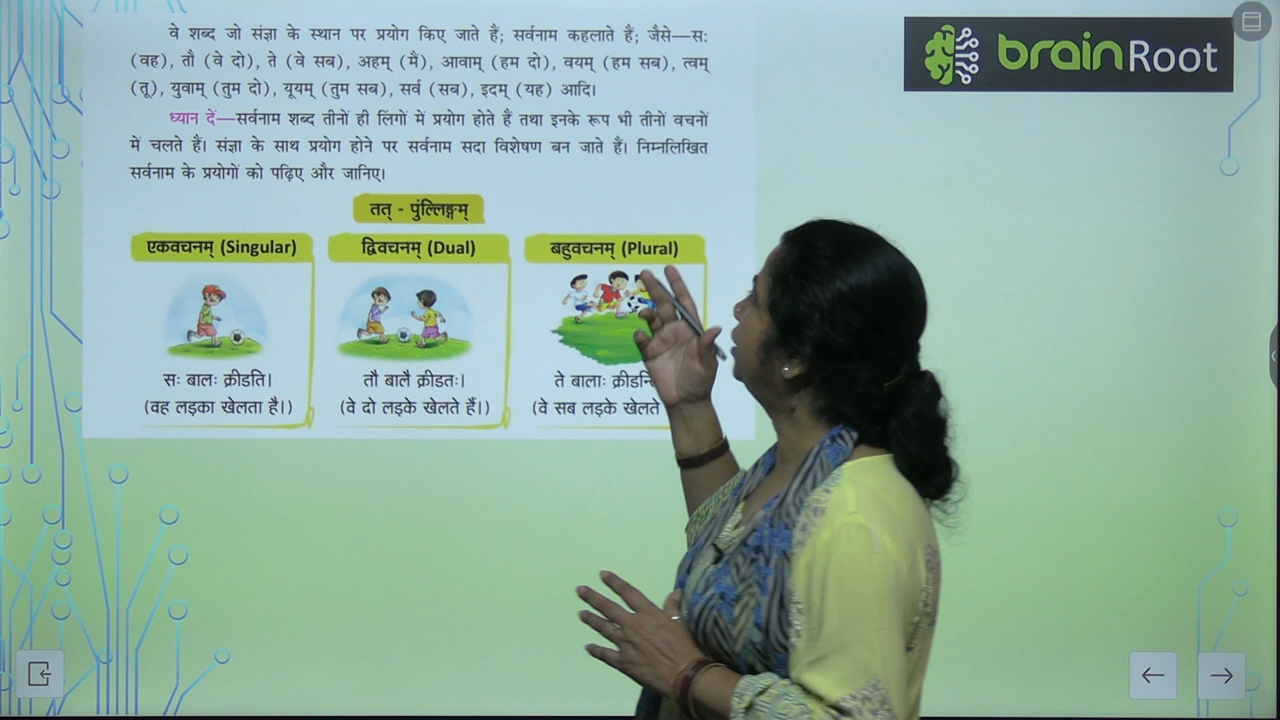 वे शब्द जो संज्ञा के स्थान पर प्रयोग किए जाते हैं; सर्वनाम कहलाते हैं; जैसे—स:
(वह), तौ (वे दो), ते (वे सब), अहम् (मैं), आवाम् (हम दो), वयम् (हम सब), त्वम्
(तू), युवाम् (तुम दो), यूयम् (तुम सब), सर्व (सब), इदम् (यह) आदि।
ध्यान दें—सर्वनाम शब्द तीनों ही लिंगों में प्रयोग होते हैं तथा इनके रूप भी तीनों वचनों
में चलते हैं। संज्ञा के साथ प्रयोग होने पर सर्वनाम सदा विशेषण बन जाते हैं। निम्नलिखित
सर्वनाम के प्रयोगों को पढ़िए और जानिए।
brainRoot
तत् - पुंल्लिङ्गम्
एकवचनम् (Singular) द्विवचनम् (Dual) बहुवचनम् (Plural)
सः बालः क्रीडति। तौ बालै क्रीडतः। ते बालाः
(वह लड़का खेलता है।) (वे दो लड़के खेलते हैं।) (वे सब लड़के खेलते